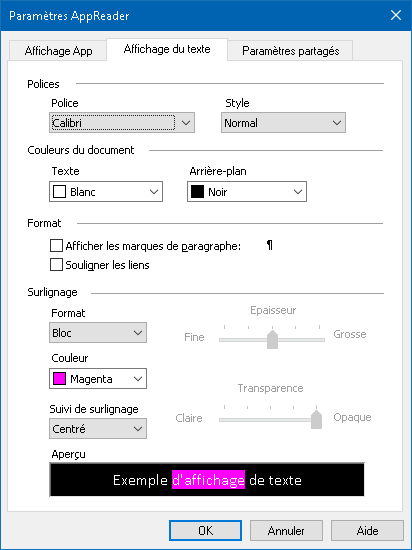 Paramètres AppReader
Affichage App Affichage du texte Paramètres partagés
Polices
Police Style
Calibri Normal
Couleurs du document
Texte Arrière-plan
Blanc Noir
Format
Afficher les marques de paragraphe: ¶
Souligner les liens
Surlignage
Format Epaisseur
Bloc Fine Grosse
Couleur
Magenta Transparence
Suivi de surlignage Claire Opaque
Centré
Aperçu
Exemple d'affichage de texte
OK Annuler Aide